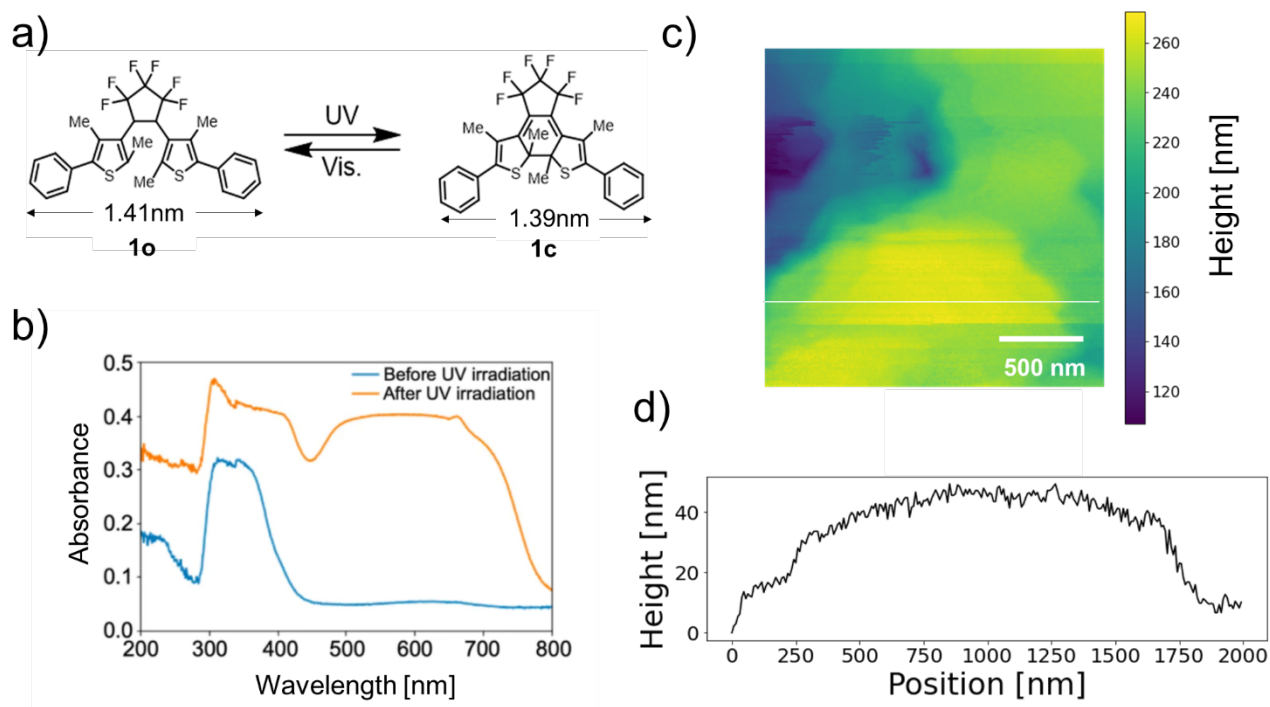 a)
F F
F F
F F
Me
Me
Me
S
Me
S
1.41nm
1o
UV
Vis.
F F
F F
F F
Me
Me
Me
S
Me
S
1.39nm
1c
b)
Absorbance
0.5
0.4
0.3
0.2
0.1
0.0
Before UV irradiation
After UV irradiation
200 300 400 500 600 700 800
Wavelength [nm]
c)
500 nm
260
240
220
200
180
160
140
120
Height [nm]
d)
Height [nm]
40
20
0
0 250 500 750 1000 1250 1500 1750 2000
Position [nm]